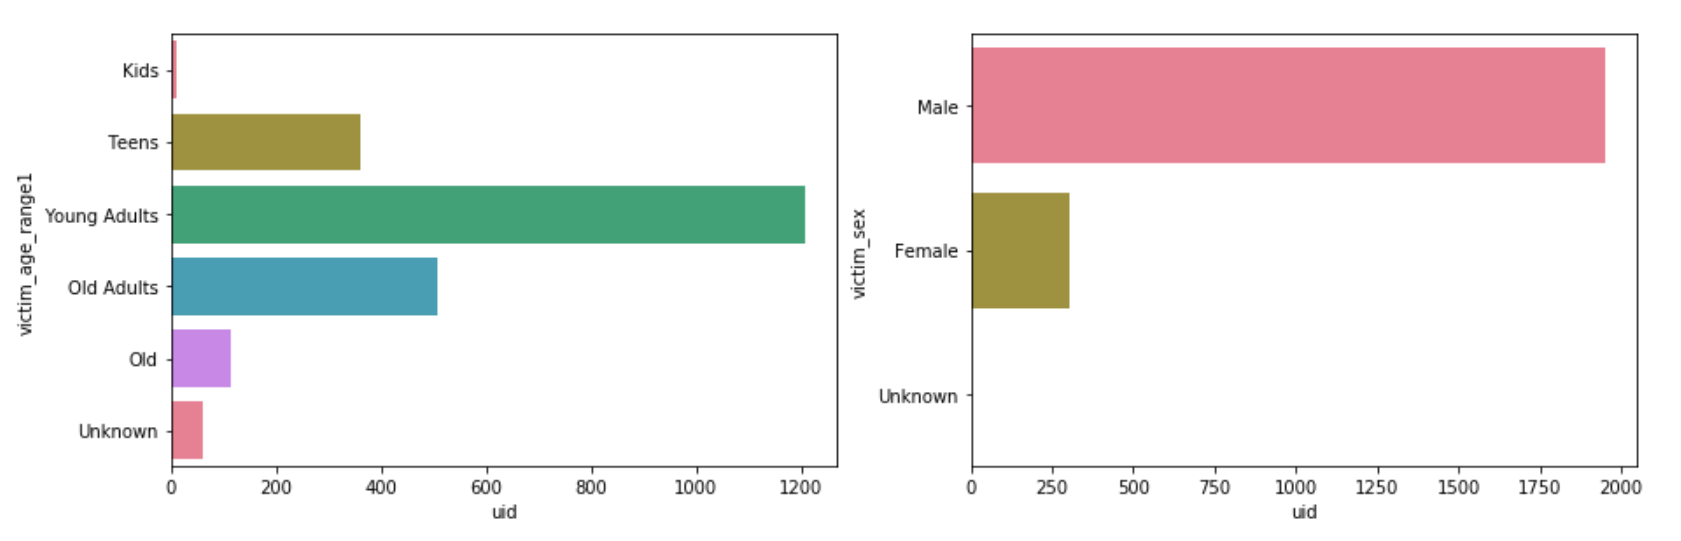 victim_age_range1
Kids
Teens
Young Adults
Old Adults
Old
Unknown
0 200 400 600 800 1000 1200
uid
victim_sex
Male
Female
Unknown
0 250 500 750 1000 1250 1500 1750 2000
uid